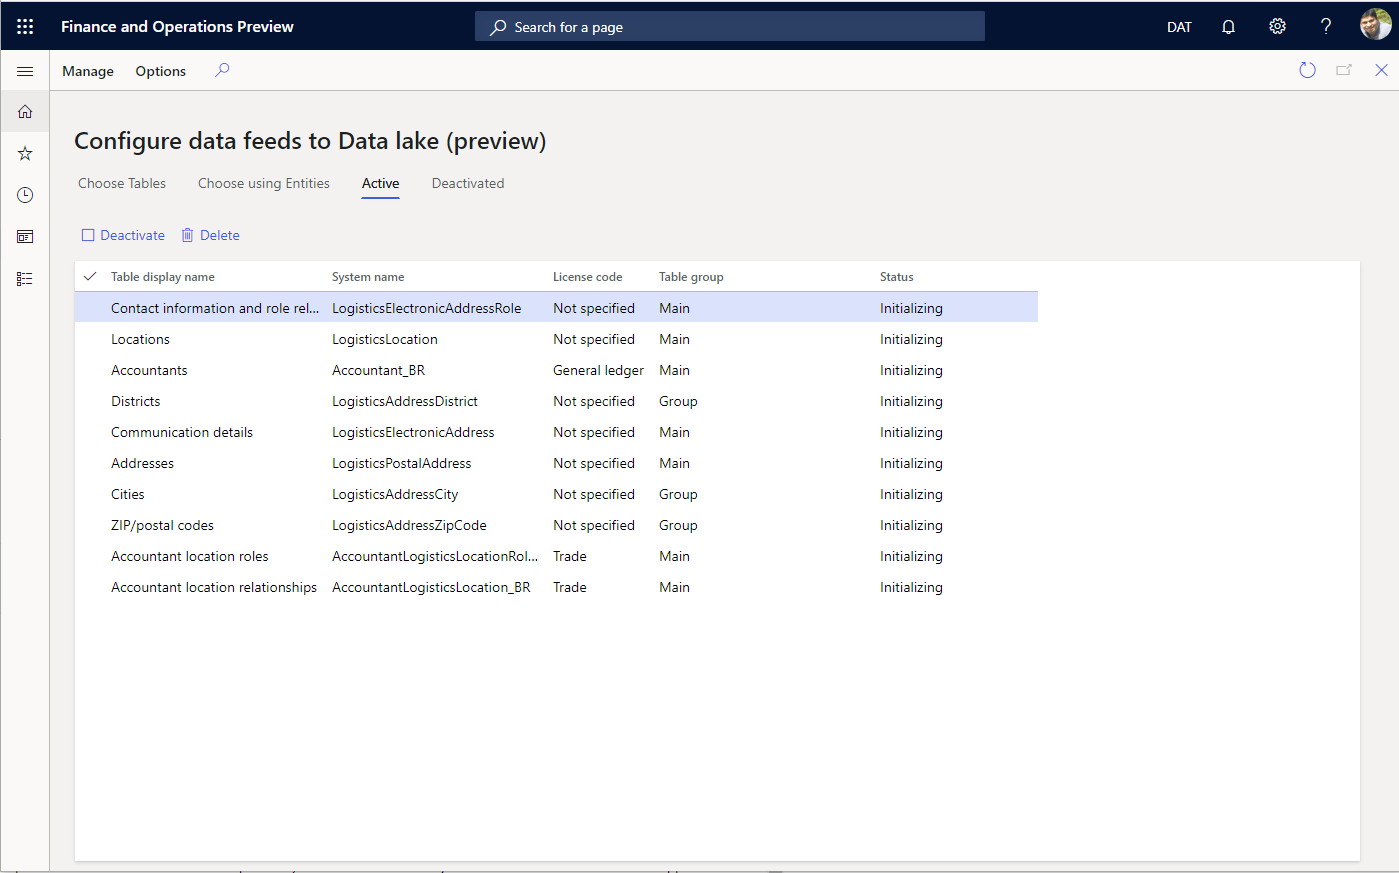 Finance and Operations Preview Search for a page DAT
Manage Options
Configure data feeds to Data lake (preview)
Choose Tables Choose using Entities Active Deactivated
Deactivate Delete
Table display name System name License code Table group Status
Contact information and role rel... LogisticsElectronicAddressRole Not specified Main Initializing
Locations LogisticsLocation Not specified Main Initializing
Accountants Accountant_BR General ledger Main Initializing
Districts LogisticsAddressDistrict Not specified Group Initializing
Communication details LogisticsElectronicAddress Not specified Main Initializing
Addresses LogisticsPostalAddress Not specified Main Initializing
Cities LogisticsAddressCity Not specified Group Initializing
ZIP/postal codes LogisticsAddressZipCode Not specified Group Initializing
Accountant location roles AccountantLogisticsLocationRol... Trade Main Initializing
Accountant location relationships AccountantLogisticsLocation_BR Trade Main Initializing